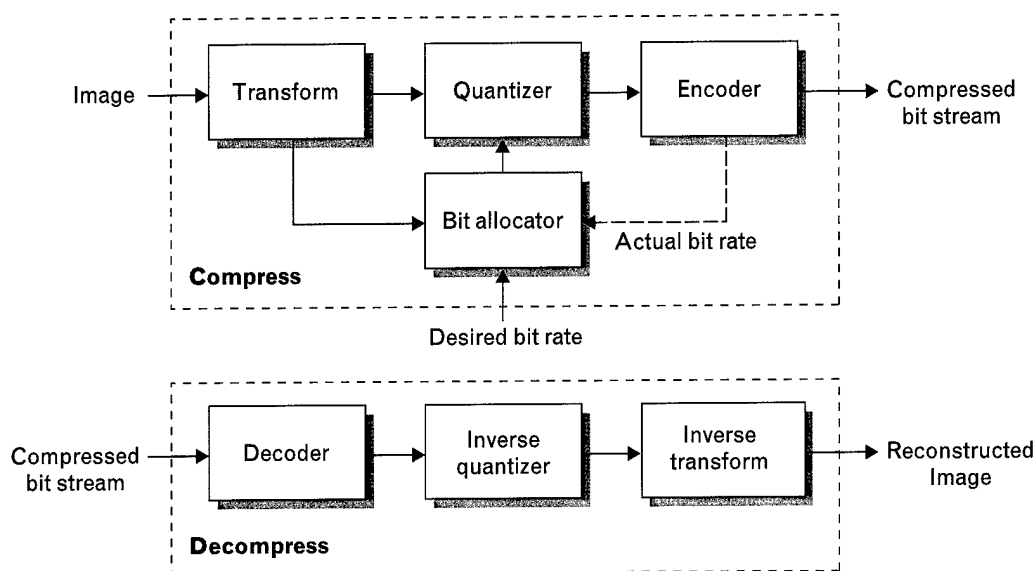 Image
Transform
Quantizer
Encoder
Compressed
bit stream
Bit allocator
Actual bit rate
Compress
Desired bit rate
Compressed
bit stream
Decoder
Inverse
quantizer
Inverse
transform
Reconstructed
Image
Decompress